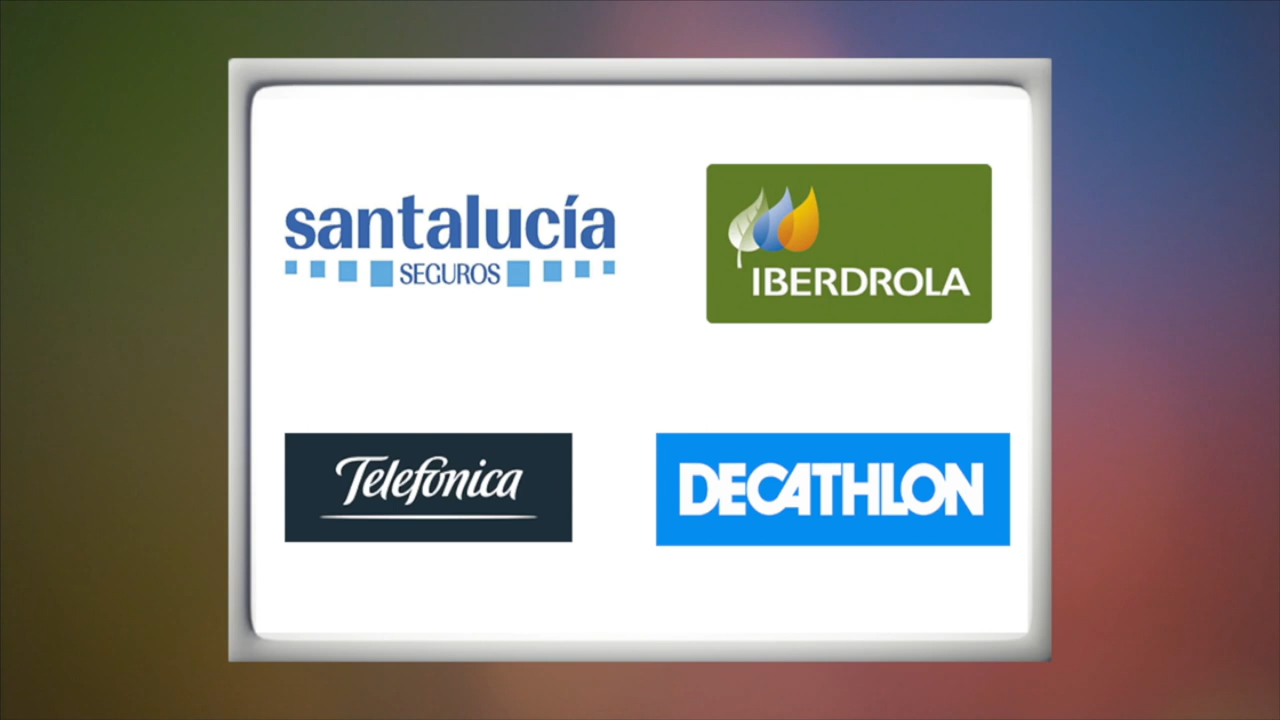 santalucía
SEGUROS
IBERDROLA
Telefónica
DECATHLON